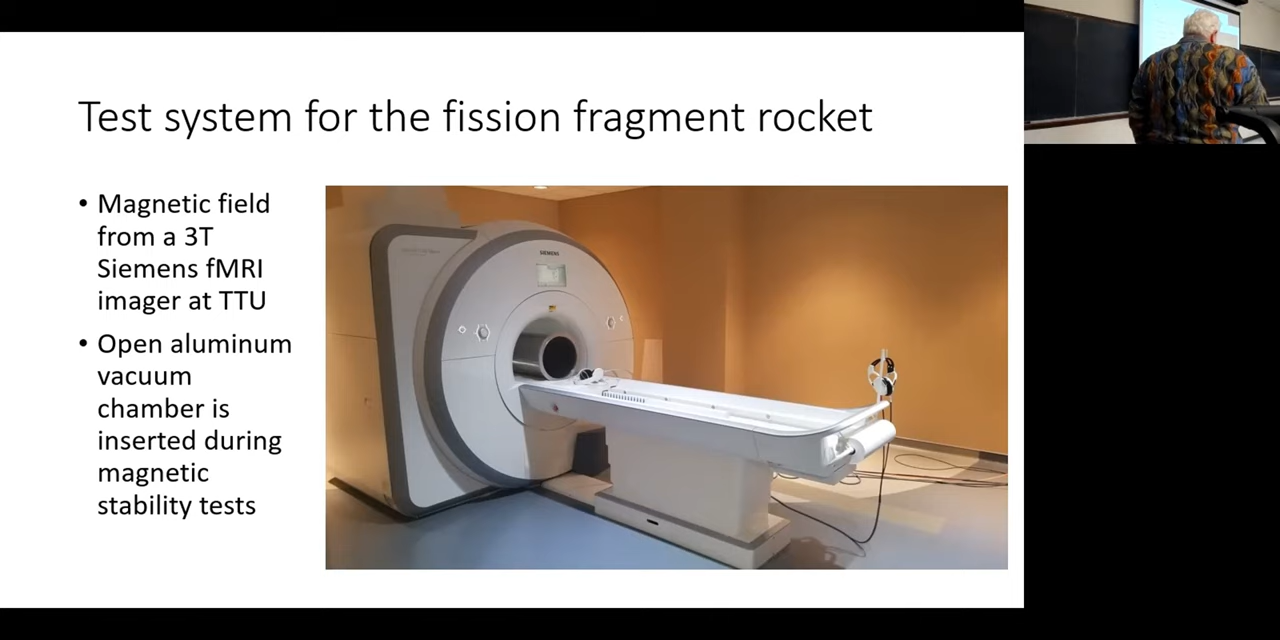 Test system for the fission fragment rocket
• Magnetic field
from a 3T
Siemens fMRI
imager at TTU
• Open aluminum
vacuum
chamber is
inserted during
magnetic
stability tests
SIEMENS